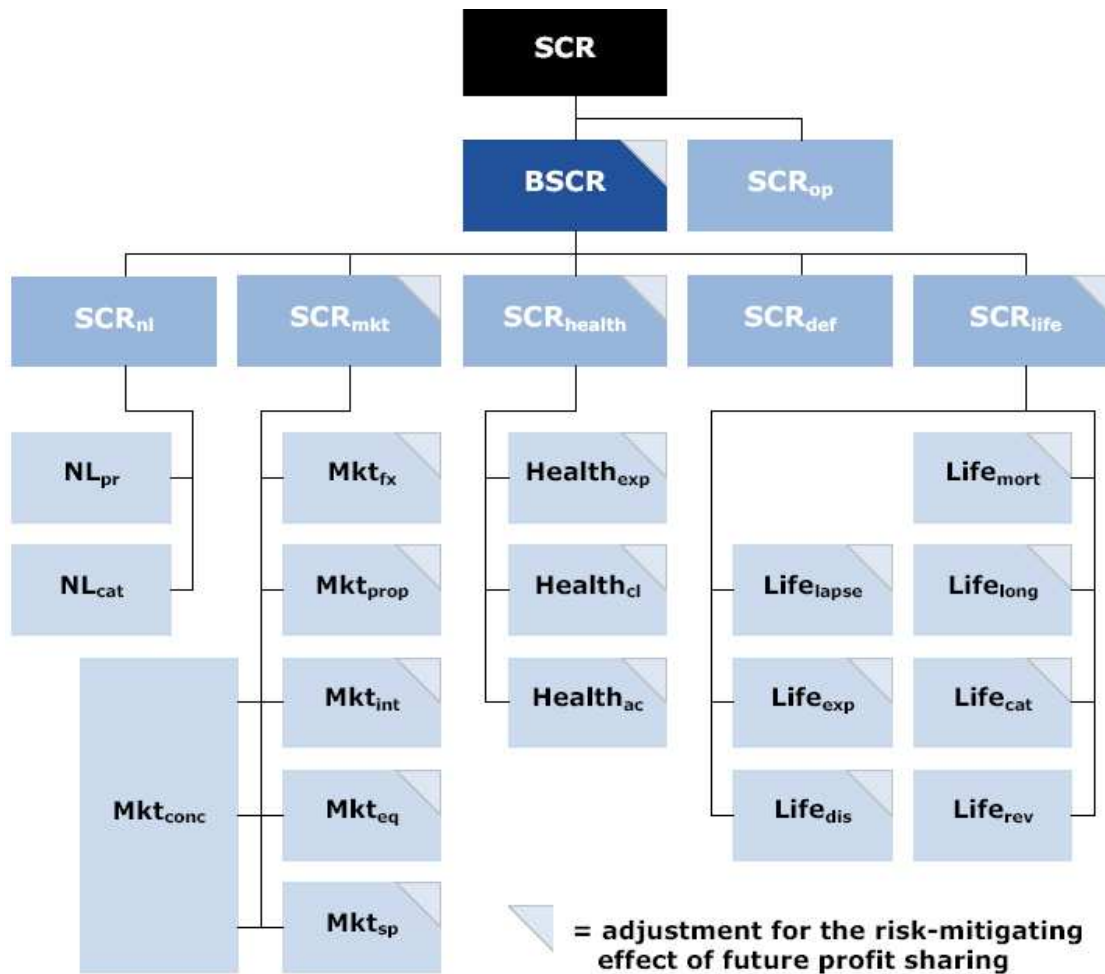 SCR
BSCR
SCRop
SCRnl
SCRmkt
SCRhealth
SCRdef
SCRlife
NLpr
NLcat
Mktconc
Mktfx
Mktprop
Mktint
Mkteq
Mktsp
Healthexp
Healthcl
Healthac
Lifelapse
Lifeexp
Lifedis
Lifemort
Lifelong
Lifecat
Liferev
= adjustment for the risk-mitigating
effect of future profit sharing